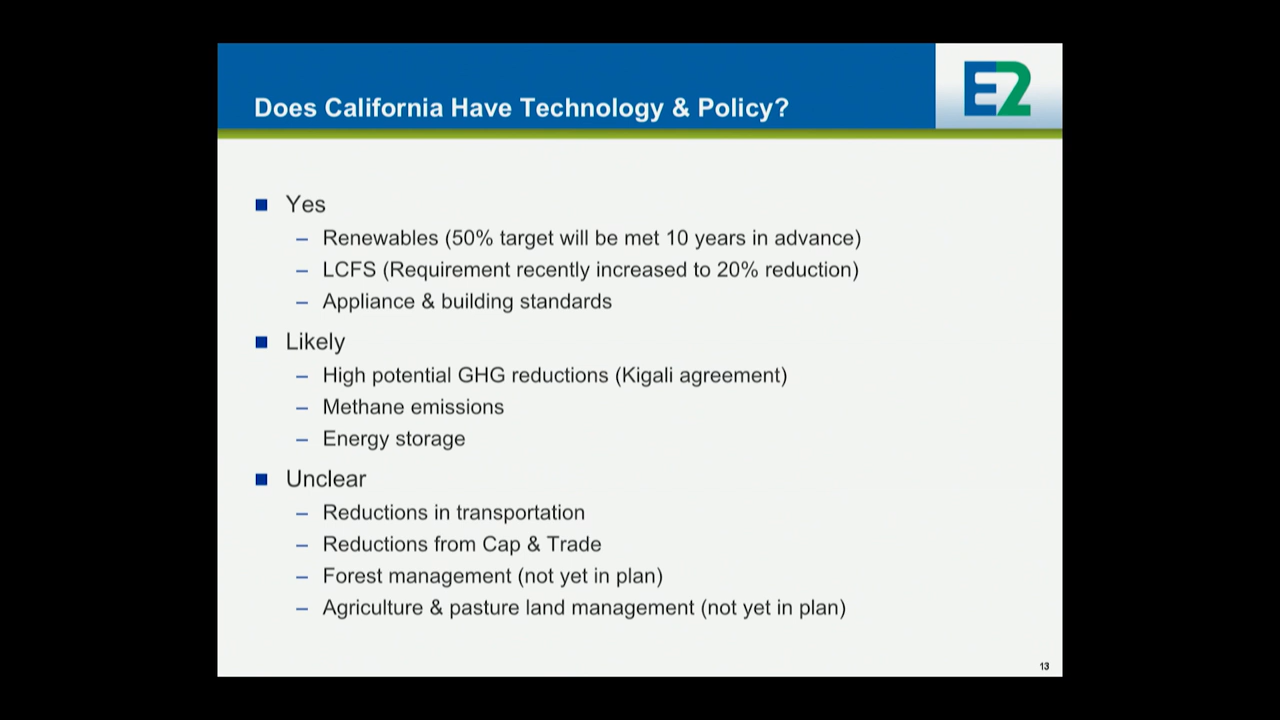 Does California Have Technology & Policy?
E2
Yes
– Renewables (50% target will be met 10 years in advance)
– LCFS (Requirement recently increased to 20% reduction)
– Appliance & building standards
Likely
– High potential GHG reductions (Kigali agreement)
– Methane emissions
– Energy storage
Unclear
– Reductions in transportation
– Reductions from Cap & Trade
– Forest management (not yet in plan)
– Agriculture & pasture land management (not yet in plan)
13